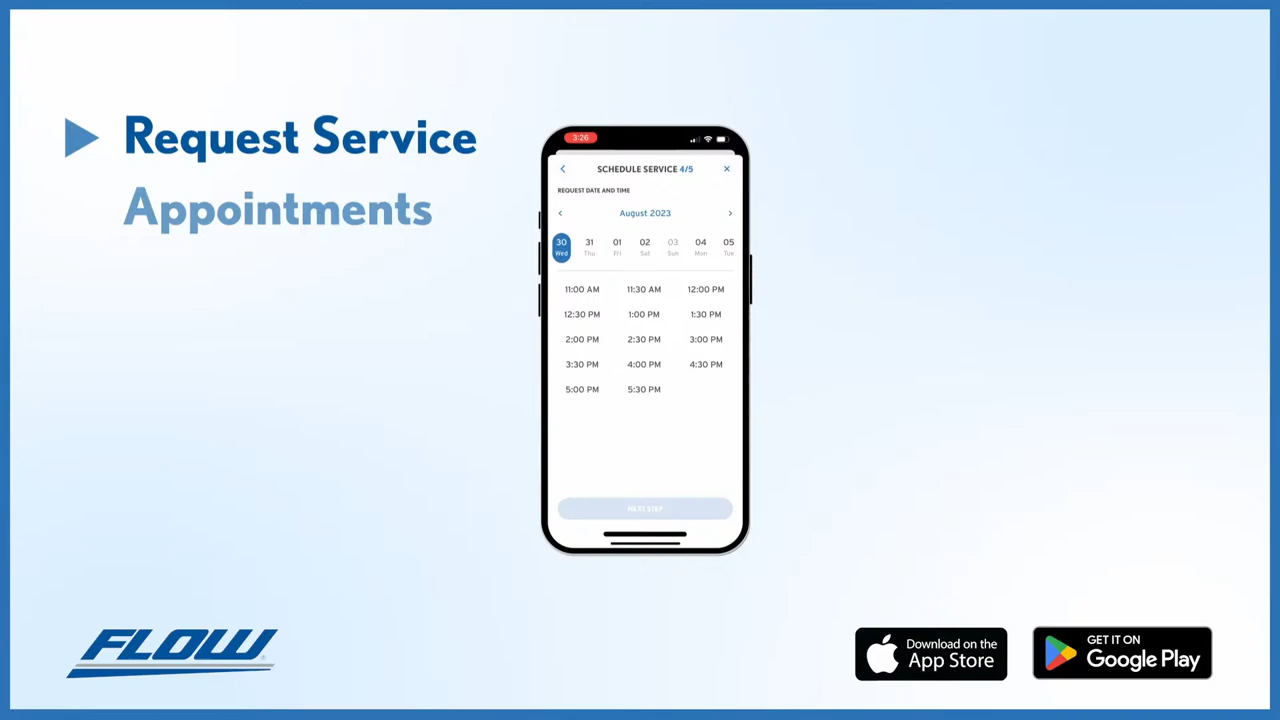 Request Service
Appointments
3:26
SCHEDULE SERVICE 4/5
REQUEST DATE AND TIME
August 2023
30 31 01 02 03 04 05
Wed Thu Fri Sat Sun Mon Tue
11:00 AM 11:30 AM 12:00 PM
12:30 PM 1:00 PM 1:30 PM
2:00 PM 2:30 PM 3:00 PM
3:30 PM 4:00 PM 4:30 PM
5:00 PM 5:30 PM
NEXT STEP
FLOW
Download on the
App Store
GET IT ON
Google Play